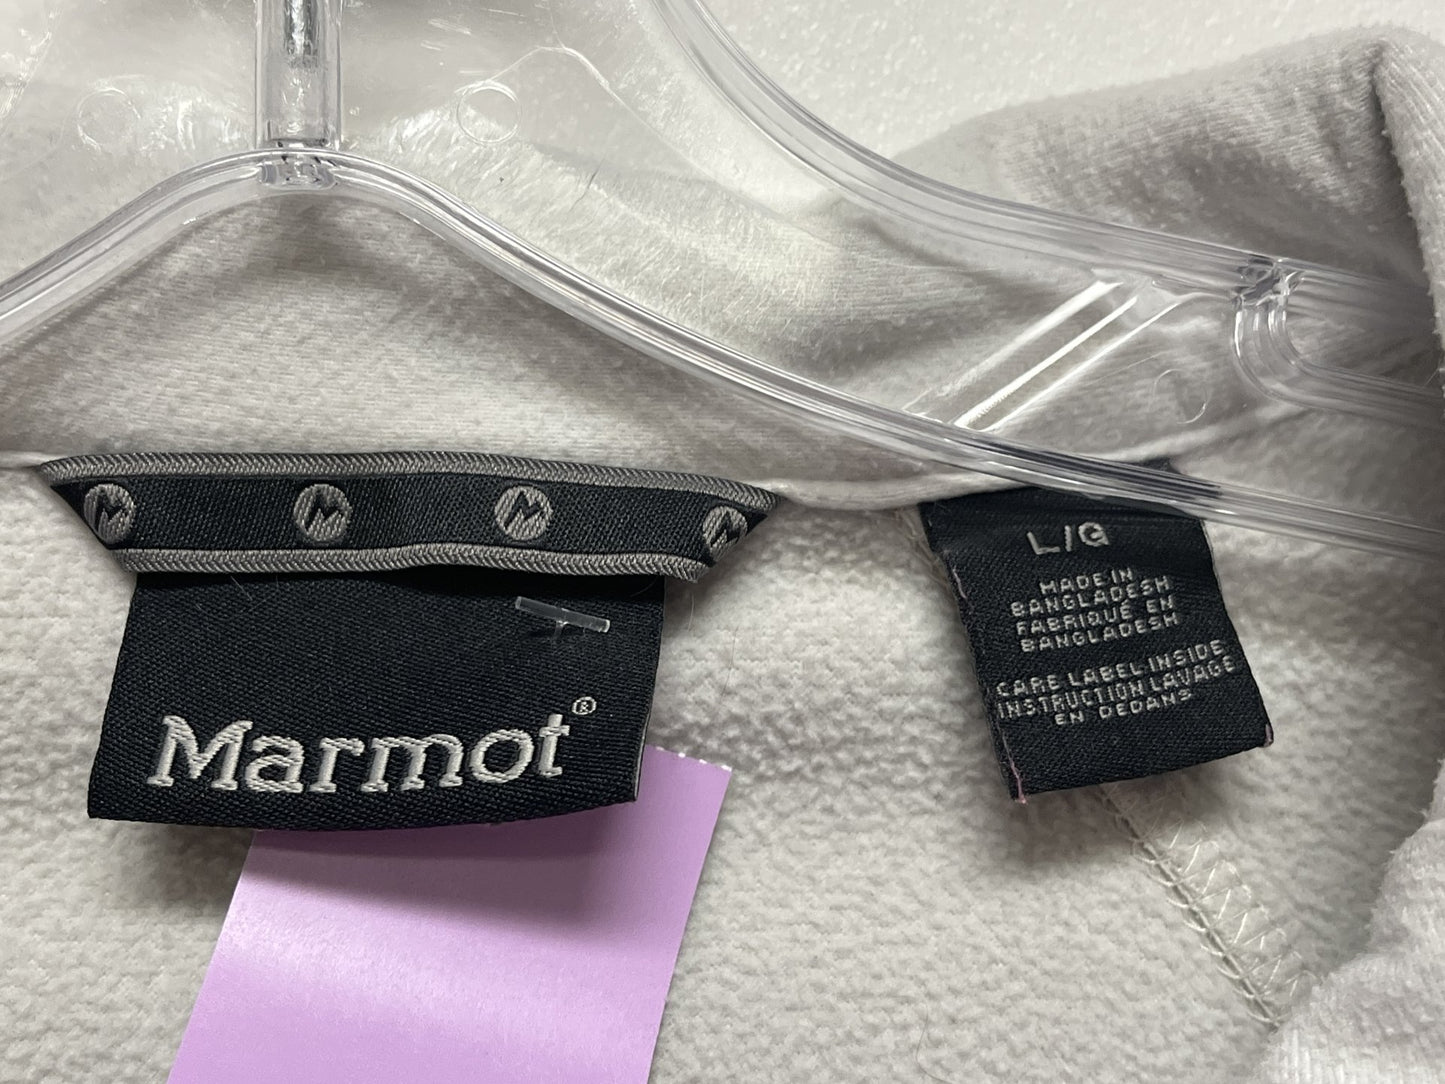 Marmot®
L/G
MADE IN
BANGLADESH
FABRIQUÉ EN
BANGLADESH
CARE LABEL INSIDE
INSTRUCTION LAVAGE
EN DEDANS